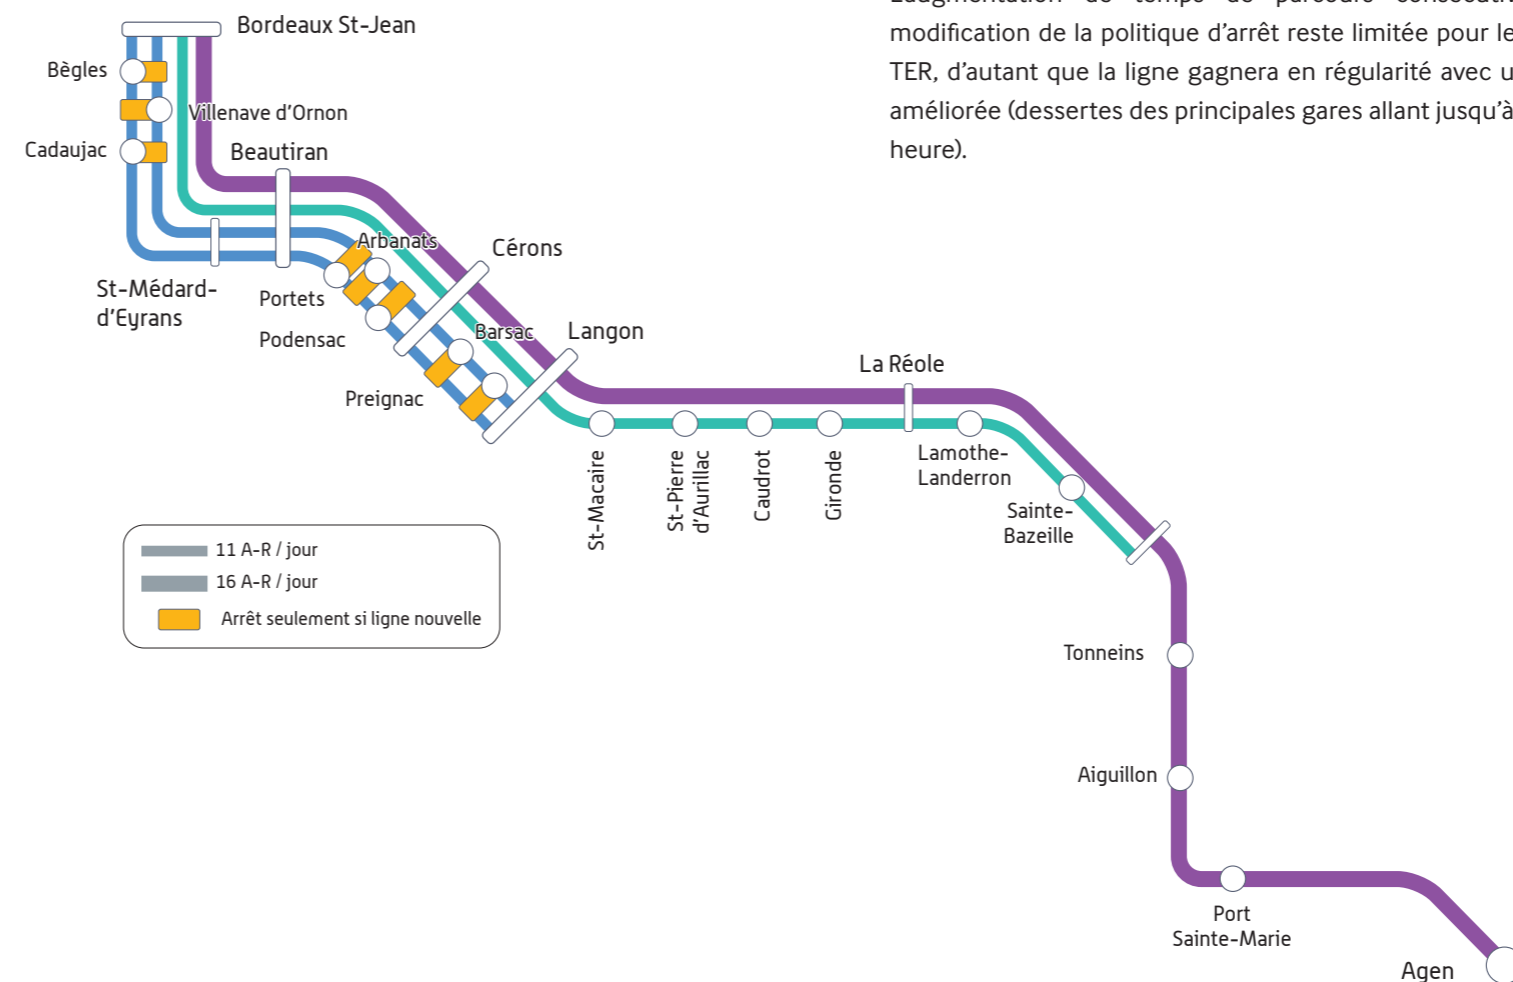 modification de la politique d'arrêt reste limitée pour le
TER, d'autant que la ligne gagnera en régularité avec u
améliorée (dessertes des principales gares allant jusqu'à
heure).
Bordeaux St-Jean
Bègles
Villenave d'Ornon
Cadaujac
Beautiran
Arbanats
Cérons
St-Médard-
d'Eyrans
Portets
Podensac
Barsac
Langon
Preignac
La Réole
St-Macaire
St-Pierre
d'Aurillac
Caudrot
Gironde
Lamothe-
Landerron
Sainte-
Bazeille
11 A-R / jour
16 A-R / jour
Arrêt seulement si ligne nouvelle
Tonneins
Aiguillon
Port
Sainte-Marie
Agen